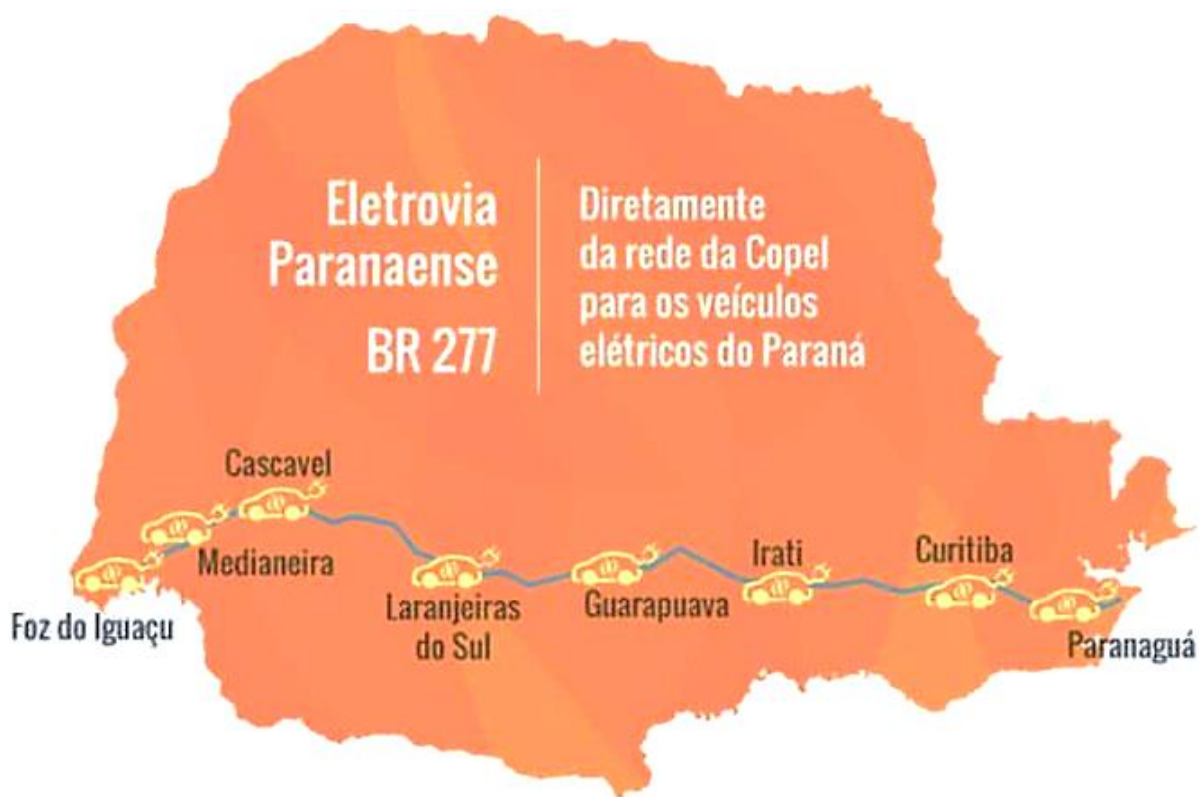 Eletrovia
Paranaense
BR 277
Diretamente
da rede da Copel
para os veículos
elétricos do Paraná
Cascavel
Medianeira
Foz do Iguaçu
Laranjeiras
do Sul
Guarapuava
Irati
Curitiba
Paranaguá